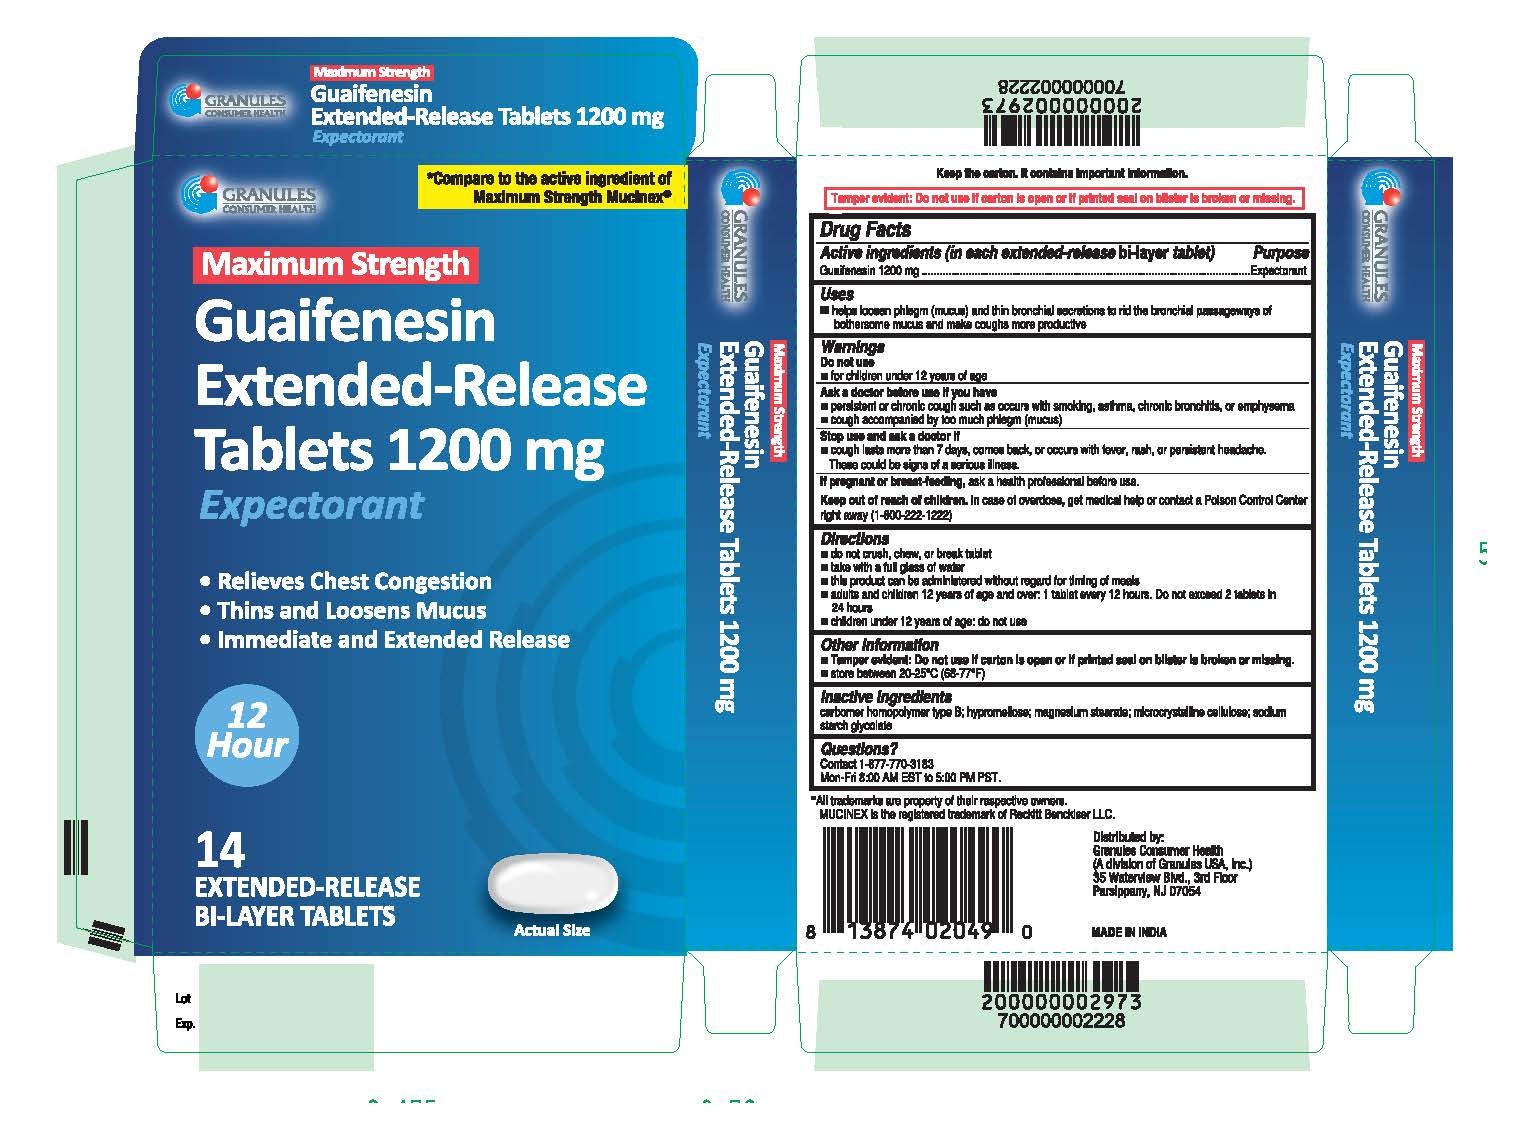 Maximum Strength
GRANULES
CONSUMER HEALTH
Guaifenesin
Extended-Release Tablets 1200 mg
Expectorant
GRANULES
CONSUMER HEALTH
*Compare to the active ingredient of
Maximum Strength Mucinex®
Maximum Strength
Guaifenesin
Extended-Release
Tablets 1200 mg
Expectorant
• Relieves Chest Congestion
• Thins and Loosens Mucus
• Immediate and Extended Release
12
Hour
14
EXTENDED-RELEASE
BI-LAYER TABLETS
Actual Size
Lot
Exp.
GRANULES
CONSUMER HEALTH
Maximum Strength
Guaifenesin
Extended-Release Tablets 1200 mg
Expectorant
700000002228
200000002973
Keep the carton. It contains important information.
Tamper evident: Do not use if carton is open or if printed seal on blister is broken or missing.
Drug Facts
Active ingredients (in each extended-release bi-layer tablet) Purpose
Guaifenesin 1200 mg ... Expectorant
Uses
■ helps loosen phlegm (mucus) and thin bronchial secretions to rid the bronchial passageways of
bothersome mucus and make coughs more productive
Warnings
Do not use
■ for children under 12 years of age
Ask a doctor before use if you have
■ persistent or chronic cough such as occurs with smoking, asthma, chronic bronchitis, or emphysema
■ cough accompanied by too much phlegm (mucus)
Stop use and ask a doctor if
■ cough lasts more than 7 days, comes back, or occurs with fever, rash, or persistent headache.
These could be signs of a serious illness.
If pregnant or breast-feeding, ask a health professional before use.
Keep out of reach of children. In case of overdose, get medical help or contact a Poison Control Center
right away (1-800-222-1222)
Directions
■ do not crush, chew, or break tablet
■ take with a full glass of water
■ this product can be administered without regard for timing of meals
■ adults and children 12 years of age and over: 1 tablet every 12 hours. Do not exceed 2 tablets in
24 hours
■ children under 12 years of age: do not use
Other information
■ Tamper evident: Do not use if carton is open or if printed seal on blister is broken or missing.
■ store between 20-25°C (68-77°F)
Inactive ingredients
carbomer homopolymer type B; hypromellose; magnesium stearate; microcrystalline cellulose; sodium
starch glycolate
Questions?
Contact 1-877-770-3183
Mon-Fri 8:00 AM EST to 5:00 PM PST.
*All trademarks are property of their respective owners.
MUCINEX is the registered trademark of Reckitt Benckiser LLC.
8 13874 02049 0
Distributed by:
Granules Consumer Health
(A division of Granules USA, Inc.)
35 Waterview Blvd., 3rd Floor
Parsippany, NJ 07054
MADE IN INDIA
200000002973
700000002228
GRANULES
CONSUMER HEALTH
Maximum Strength
Guaifenesin
Extended-Release Tablets 1200 mg
Expectorant